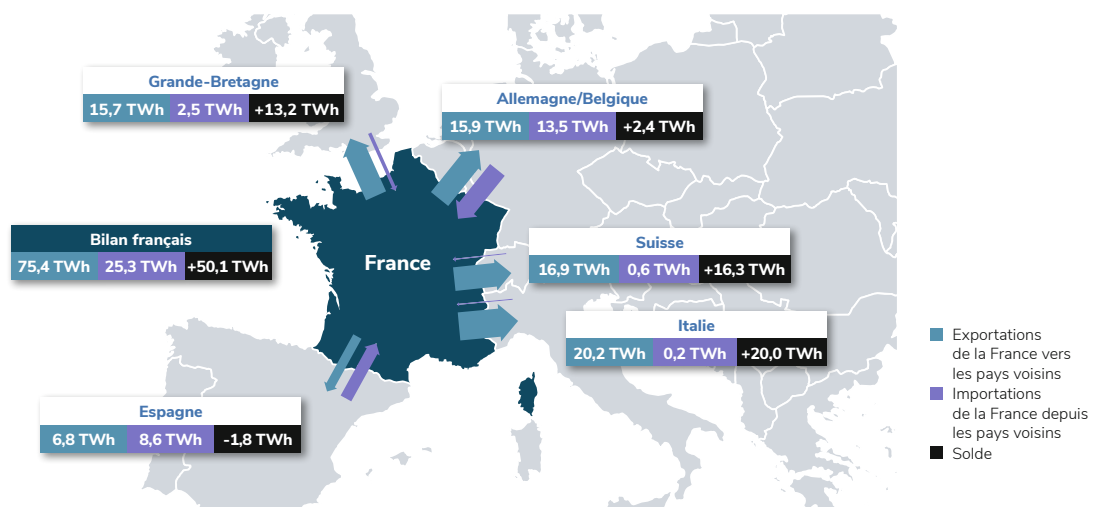 Grande-Bretagne
15,7 TWh 2,5 TWh +13,2 TWh
Allemagne/Belgique
15,9 TWh 13,5 TWh +2,4 TWh
Bilan français
75,4 TWh 25,3 TWh +50,1 TWh
France
Suisse
16,9 TWh 0,6 TWh +16,3 TWh
Italie
20,2 TWh 0,2 TWh +20,0 TWh
Espagne
6,8 TWh 8,6 TWh -1,8 TWh
Exportations
de la France vers
les pays voisins
Importations
de la France depuis
les pays voisins
Solde